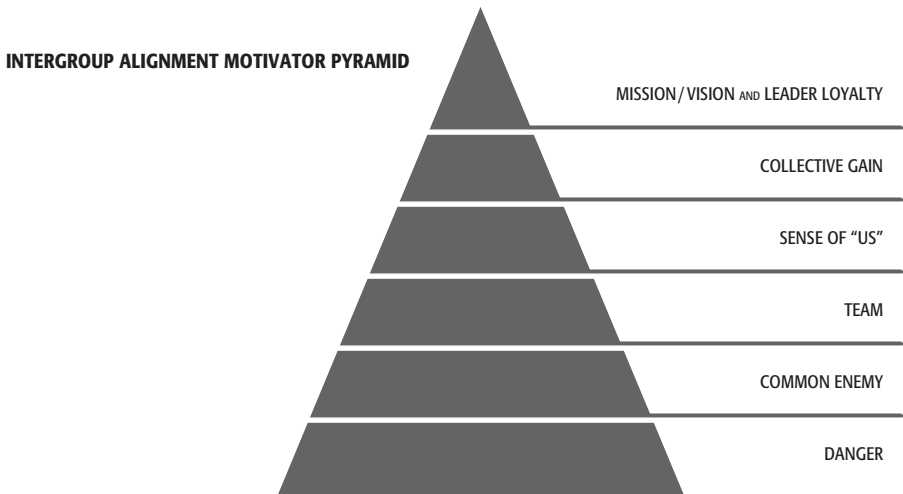 INTERGROUP ALIGNMENT MOTIVATOR PYRAMID
MISSION/VISION AND LEADER LOYALTY
COLLECTIVE GAIN
SENSE OF “US”
TEAM
COMMON ENEMY
DANGER